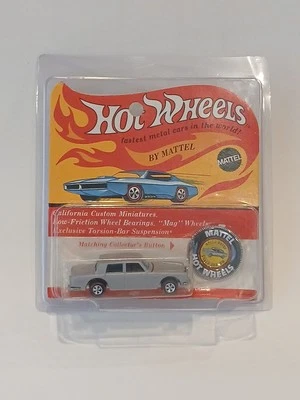 Hot Wheels
fastest metal cars in the world!
BY MATTEL
MATTEL
California Custom Miniatures
Low-Friction Wheel Bearings, "Mag" Wheels
Exclusive Torsion-Bar Suspension
Matching Collector's Button
MATTEL
HOT WHEELS